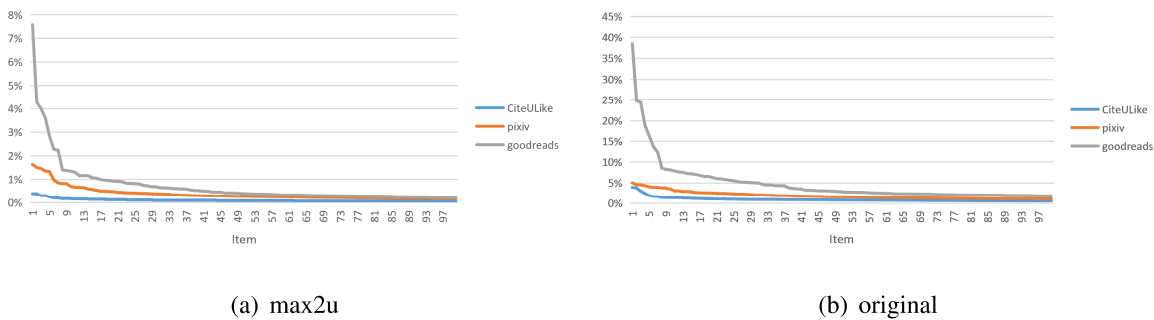 8%
7%
6%
5%
4%
3%
2%
1%
0%
1 5 9 13 17 21 25 29 33 37 41 45 49 53 57 61 65 69 73 77 81 85 89 93 97
Item
CiteULike
pixiv
goodreads
(a) max2u
45%
40%
35%
30%
25%
20%
15%
10%
5%
0%
1 5 9 13 17 21 25 29 33 37 41 45 49 53 57 61 65 69 73 77 81 85 89 93 97
Item
CiteULike
pixiv
goodreads
(b) original